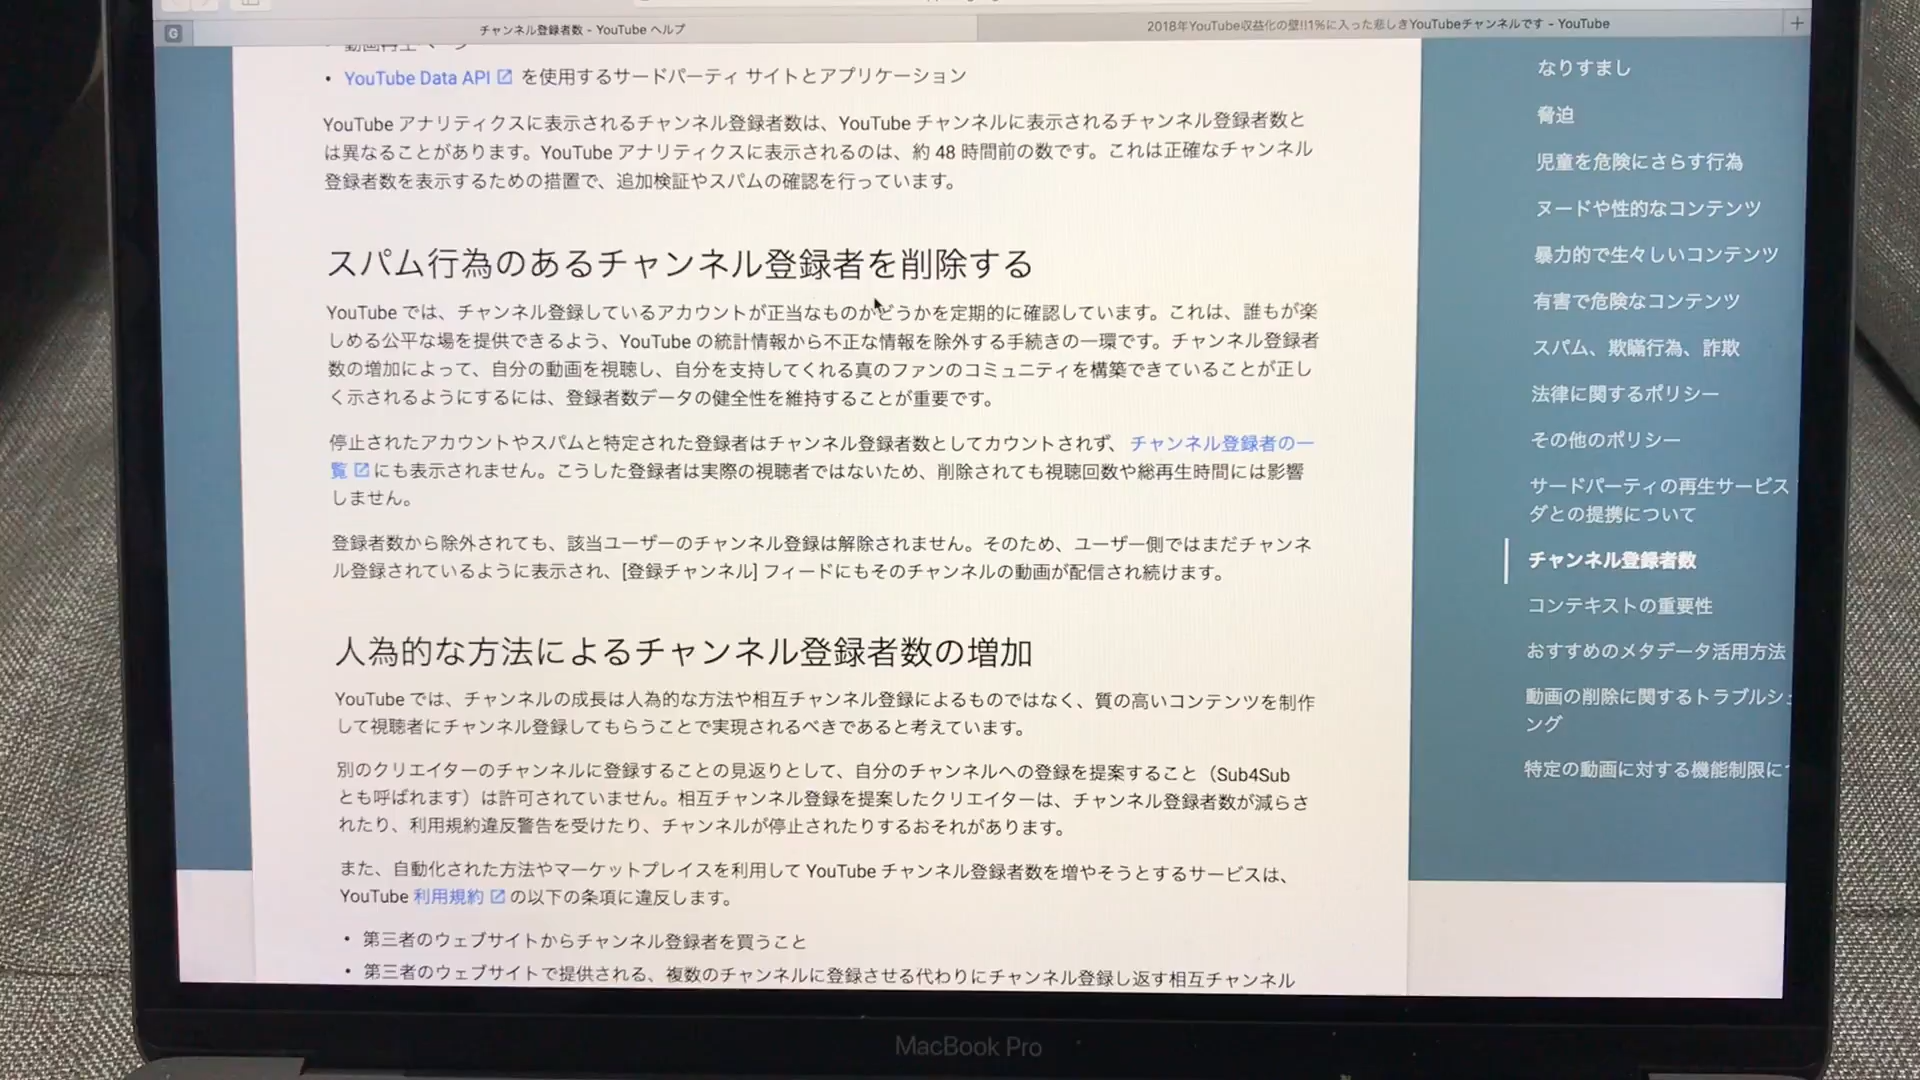 チャンネル登録者数 - YouTube ヘルプ
2018年YouTube収益化の壁!!1%に入った悲しきYouTubeチャンネルです - YouTube
G
• YouTube Data API を使用するサードパーティ サイトとアプリケーション
YouTube アナリティクスに表示されるチャンネル登録者数は、YouTube チャンネルに表示されるチャンネル登録者数と
は異なることがあります。YouTube アナリティクスに表示されるのは、約 48 時間前の数です。これは正確なチャンネル
登録者数を表示するための措置で、追加検証やスパムの確認を行っています。
スパム行為のあるチャンネル登録者を削除する
YouTube では、チャンネル登録しているアカウントが正当なものかどうかを定期的に確認しています。これは、誰もが楽
しめる公平な場を提供できるよう、YouTube の統計情報から不正な情報を除外する手続きの一環です。チャンネル登録者
数の増加によって、自分の動画を視聴し、自分を支持してくれる真のファンのコミュニティを構築できていることが正し
く示されるようにするには、登録者数データの健全性を維持することが重要です。
停止されたアカウントやスパムと特定された登録者はチャンネル登録者数としてカウントされず、チャンネル登録者の一
覧 にも表示されません。こうした登録者は実際の視聴者ではないため、削除されても視聴回数や総再生時間には影響
しません。
登録者数から除外されても、該当ユーザーのチャンネル登録は解除されません。そのため、ユーザー側ではまだチャンネ
ル登録されているように表示され、[登録チャンネル] フィードにもそのチャンネルの動画が配信され続けます。
人為的な方法によるチャンネル登録者数の増加
YouTube では、チャンネルの成長は人為的な方法や相互チャンネル登録によるものではなく、質の高いコンテンツを制作
して視聴者にチャンネル登録してもらうことで実現されるべきであると考えています。
別のクリエイターのチャンネルに登録することの見返りとして、自分のチャンネルへの登録を提案すること（Sub4Sub
とも呼ばれます）は許可されていません。相互チャンネル登録を提案したクリエイターは、チャンネル登録者数が減らさ
れたり、利用規約違反警告を受けたり、チャンネルが停止されたりするおそれがあります。
また、自動化された方法やマーケットプレイスを利用して YouTube チャンネル登録者数を増やそうとするサービスは、
YouTube 利用規約 の以下の条項に違反します。
• 第三者のウェブサイトからチャンネル登録者を買うこと
• 第三者のウェブサイトで提供される、複数のチャンネルに登録させる代わりにチャンネル登録し返す相互チャンネル
なりすまし
脅迫
児童を危険にさらす行為
ヌードや性的なコンテンツ
暴力的で生々しいコンテンツ
有害で危険なコンテンツ
スパム、欺瞞行為、詐欺
法律に関するポリシー
その他のポリシー
サードパーティの再生サービス
ダとの提携について
チャンネル登録者数
コンテキストの重要性
おすすめのメタデータ活用方法
動画の削除に関するトラブルシュ
ング
特定の動画に対する機能制限に
MacBook Pro